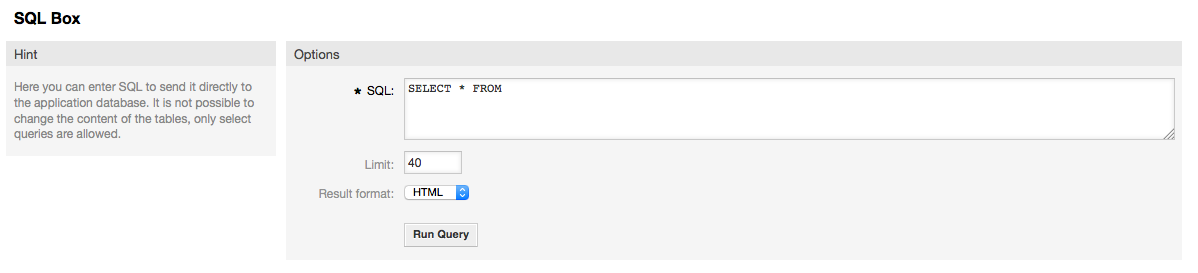 SQL Box
Hint
Here you can enter SQL to send it directly to
the application database. It is not possible to
change the content of the tables, only select
queries are allowed.
Options
* SQL:
SELECT * FROM
Limit:
40
Result format:
HTML
Run Query